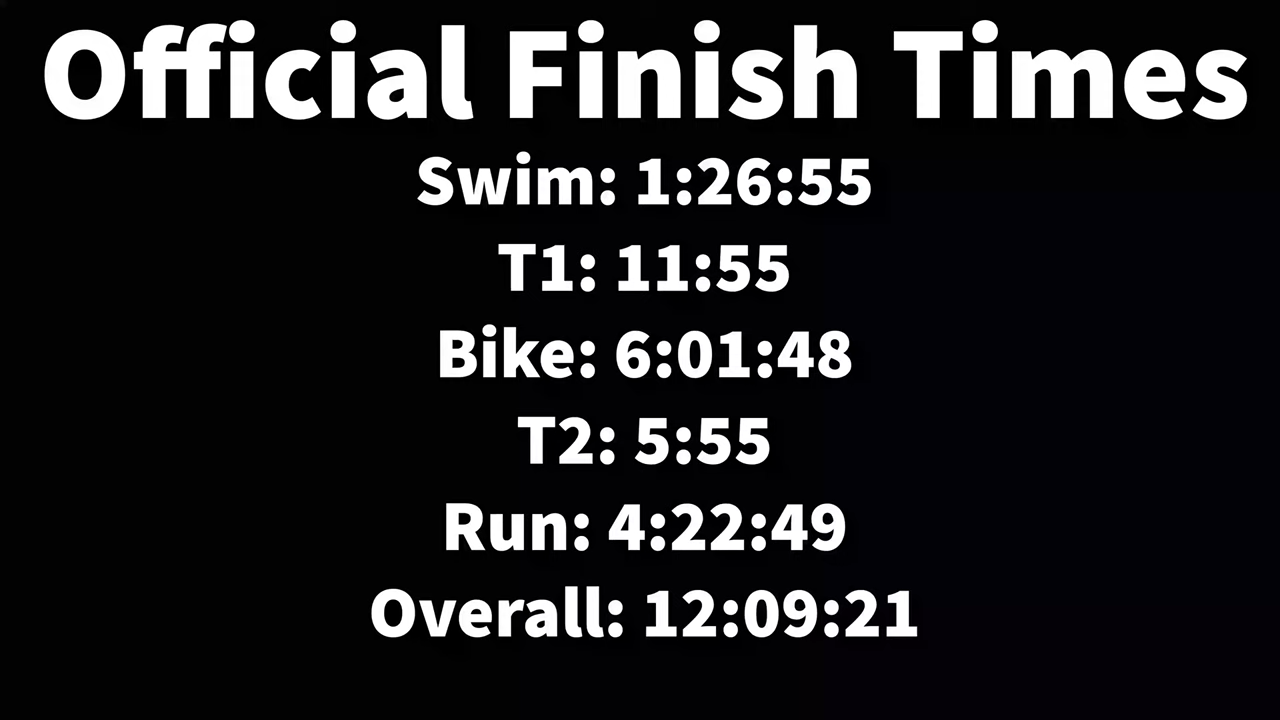 Official Finish Times
Swim: 1:26:55
T1: 11:55
Bike: 6:01:48
T2: 5:55
Run: 4:22:49
Overall: 12:09:21